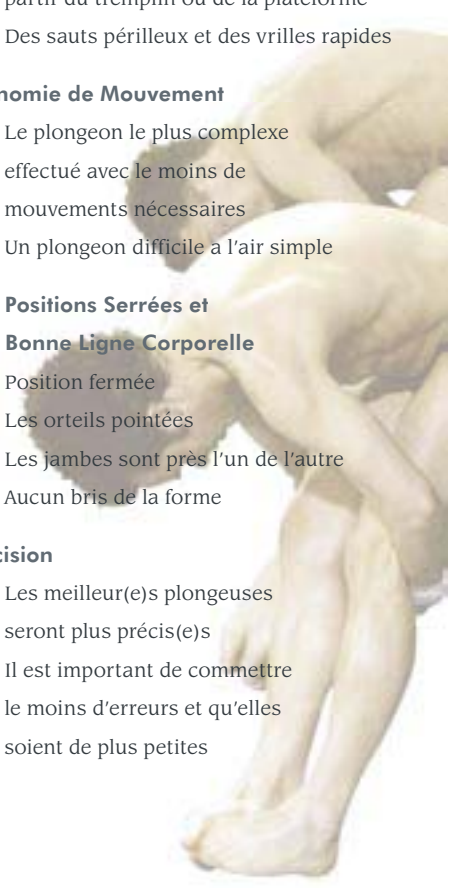 partir du tremplin ou de la plateforme
Des sauts périlleux et des vrilles rapides
nomie de Mouvement
Le plongeon le plus complexe
effectué avec le moins de
mouvements nécessaires
Un plongeon difficile a l'air simple
Positions Serrées et
Bonne Ligne Corporelle
Position fermée
Les orteils pointées
Les jambes sont près l'un de l'autre
Aucun bris de la forme
cision
Les meilleur(e)s plongeuses
seront plus précis(e)s
Il est important de commettre
le moins d'erreurs et qu'elles
soient de plus petites